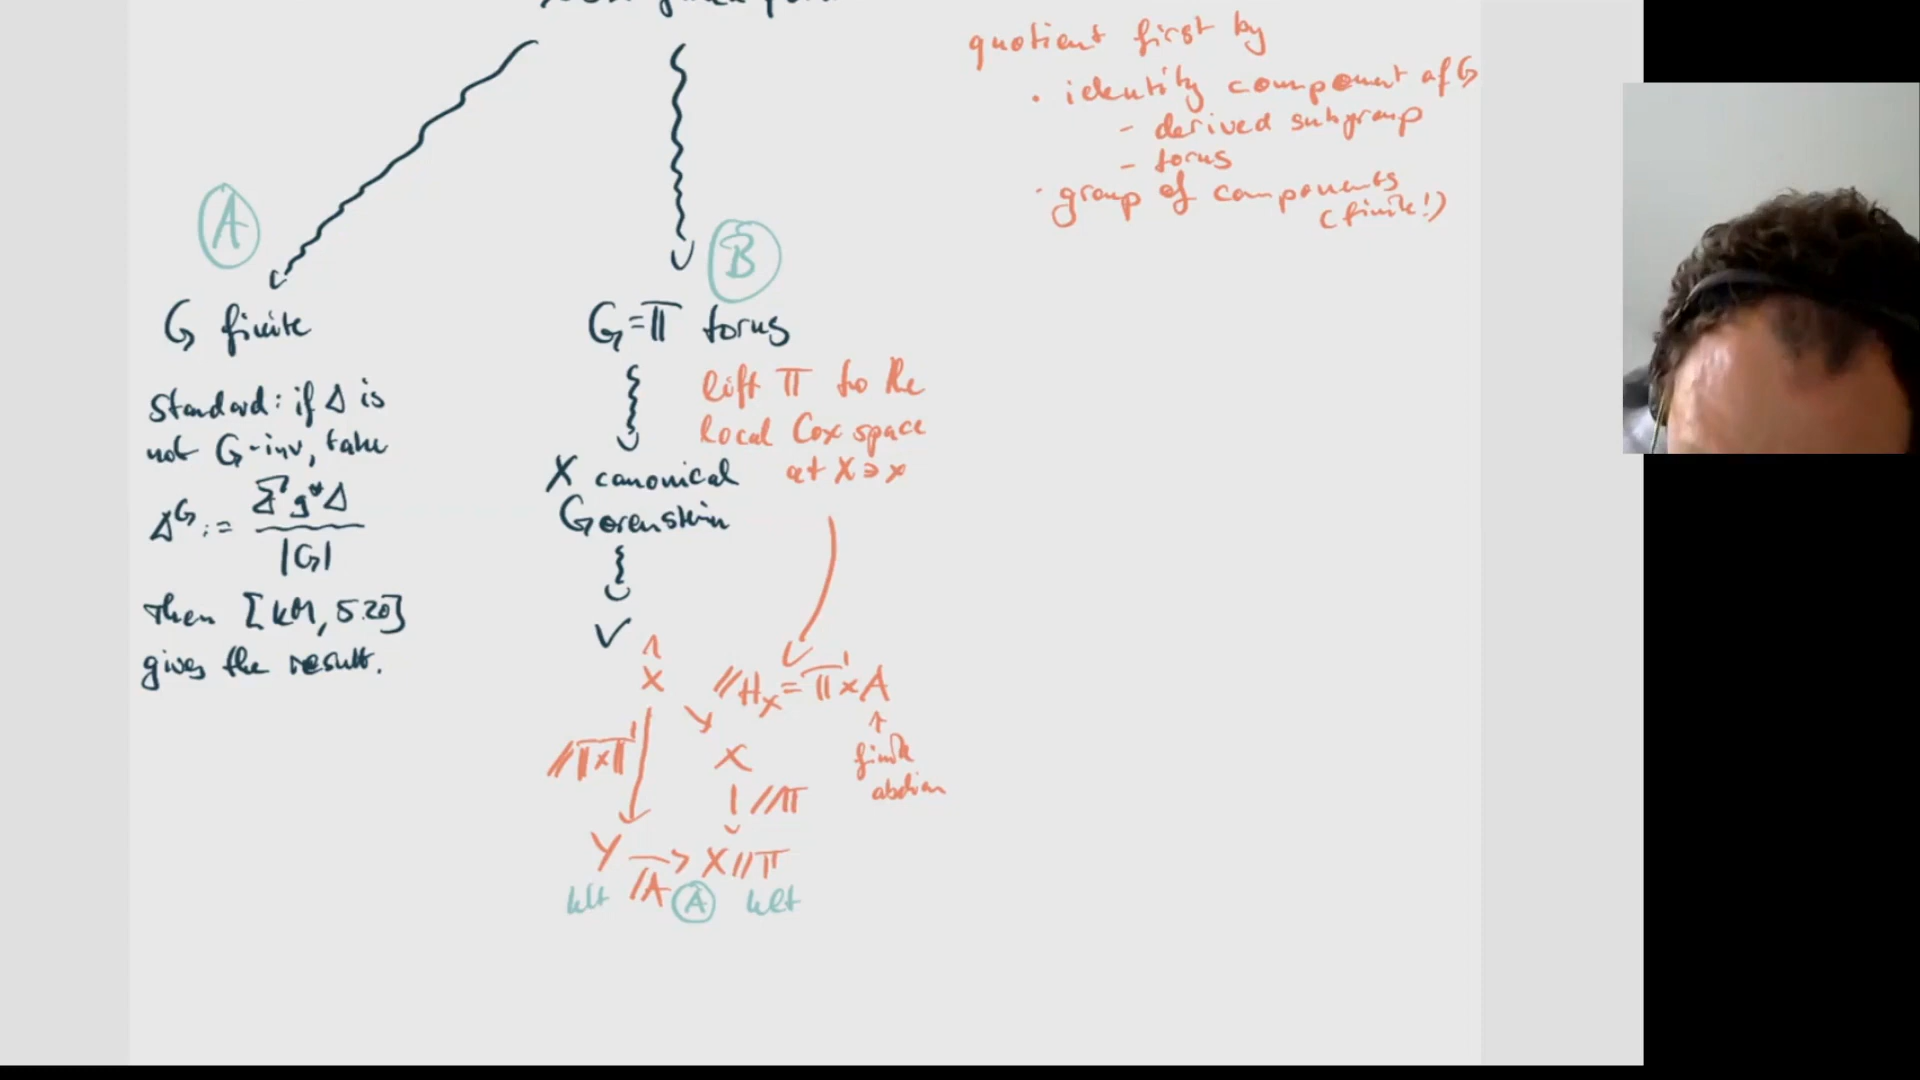 quotient first by
· identity component of G
- derived subgroup
- torus
· group of components
(finite!)
A
B
G finite
Standard: if Δ is
not G-inv, take
Δᴳ := Σ g*Δ / |G|
then [KM, 5.20]
gives the result.
G = 𝕋 torus
lift 𝕋 to the
local Cox space
at X ∋ x
X canonical
Gorenstein
✓
X̂
//Hₓ = 𝕋' × A
↑
finite
abelian
//𝕋×𝕋'
X
//𝕋
Y → X//𝕋
/A
klt A klt